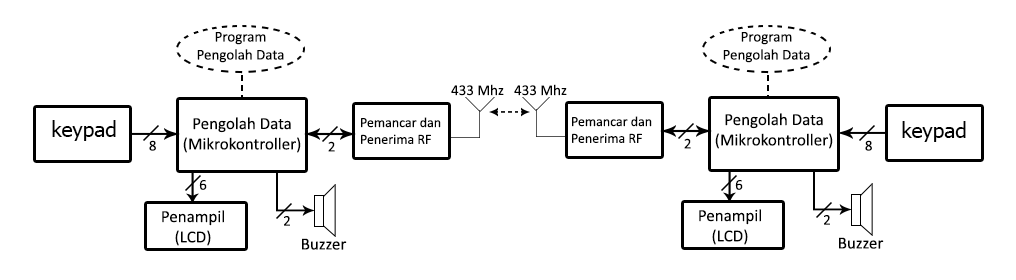 Program
Pengolah Data
keypad
8
Pengolah Data
(Mikrokontroller)
2
Pemancar dan
Penerima RF
433 Mhz
6
Penampil
(LCD)
2
Buzzer
Program
Pengolah Data
433 Mhz
Pemancar dan
Penerima RF
2
Pengolah Data
(Mikrokontroller)
8
keypad
6
Penampil
(LCD)
2
Buzzer